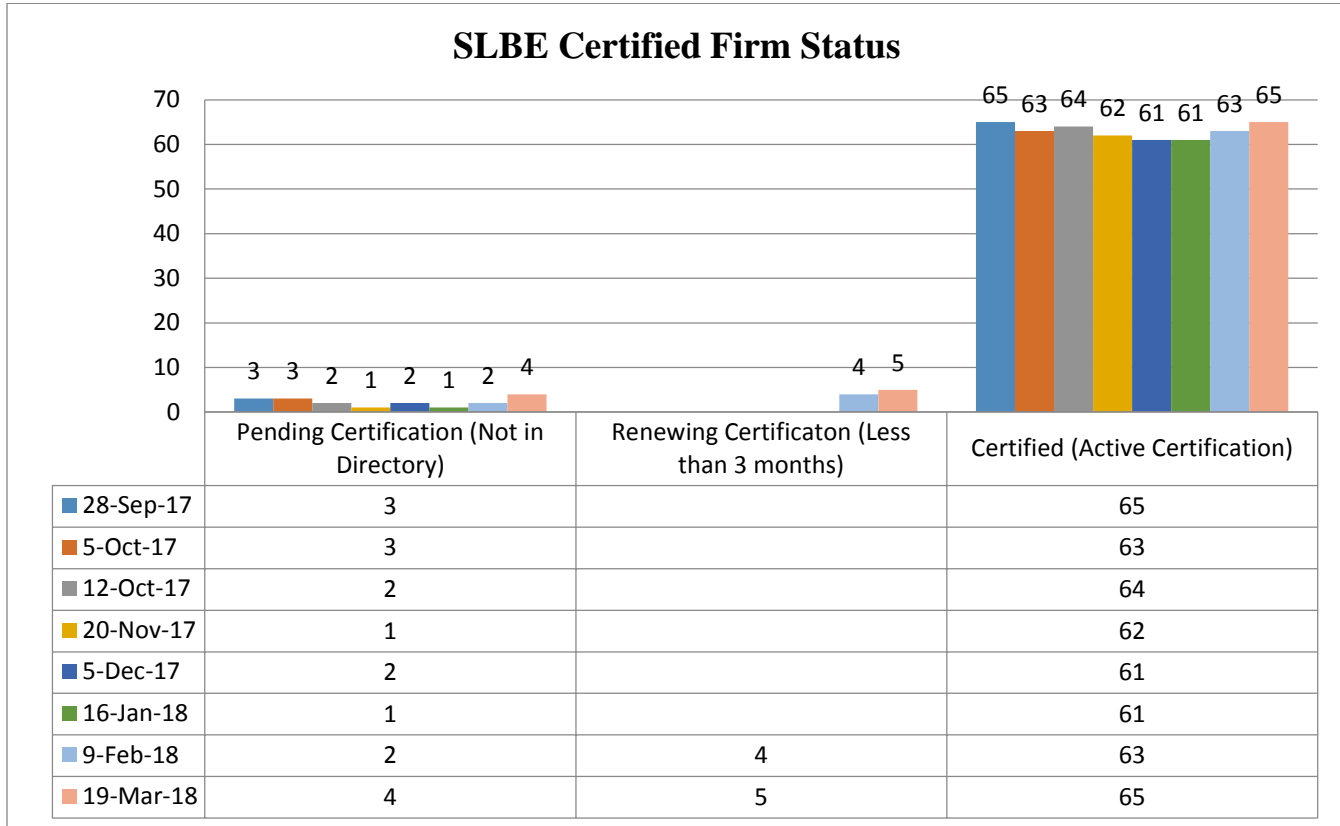 SLBE Certified Firm Status
70
60
50
40
30
20
10
0
65 63 64 62 61 61 63 65
3 3 2 1 2 1 2 4
4 5
Pending Certification (Not in
Directory)
Renewing Certificaton (Less
than 3 months)
Certified (Active Certification)
28-Sep-17 3 65
5-Oct-17 3 63
12-Oct-17 2 64
20-Nov-17 1 62
5-Dec-17 2 61
16-Jan-18 1 61
9-Feb-18 2 4 63
19-Mar-18 4 5 65